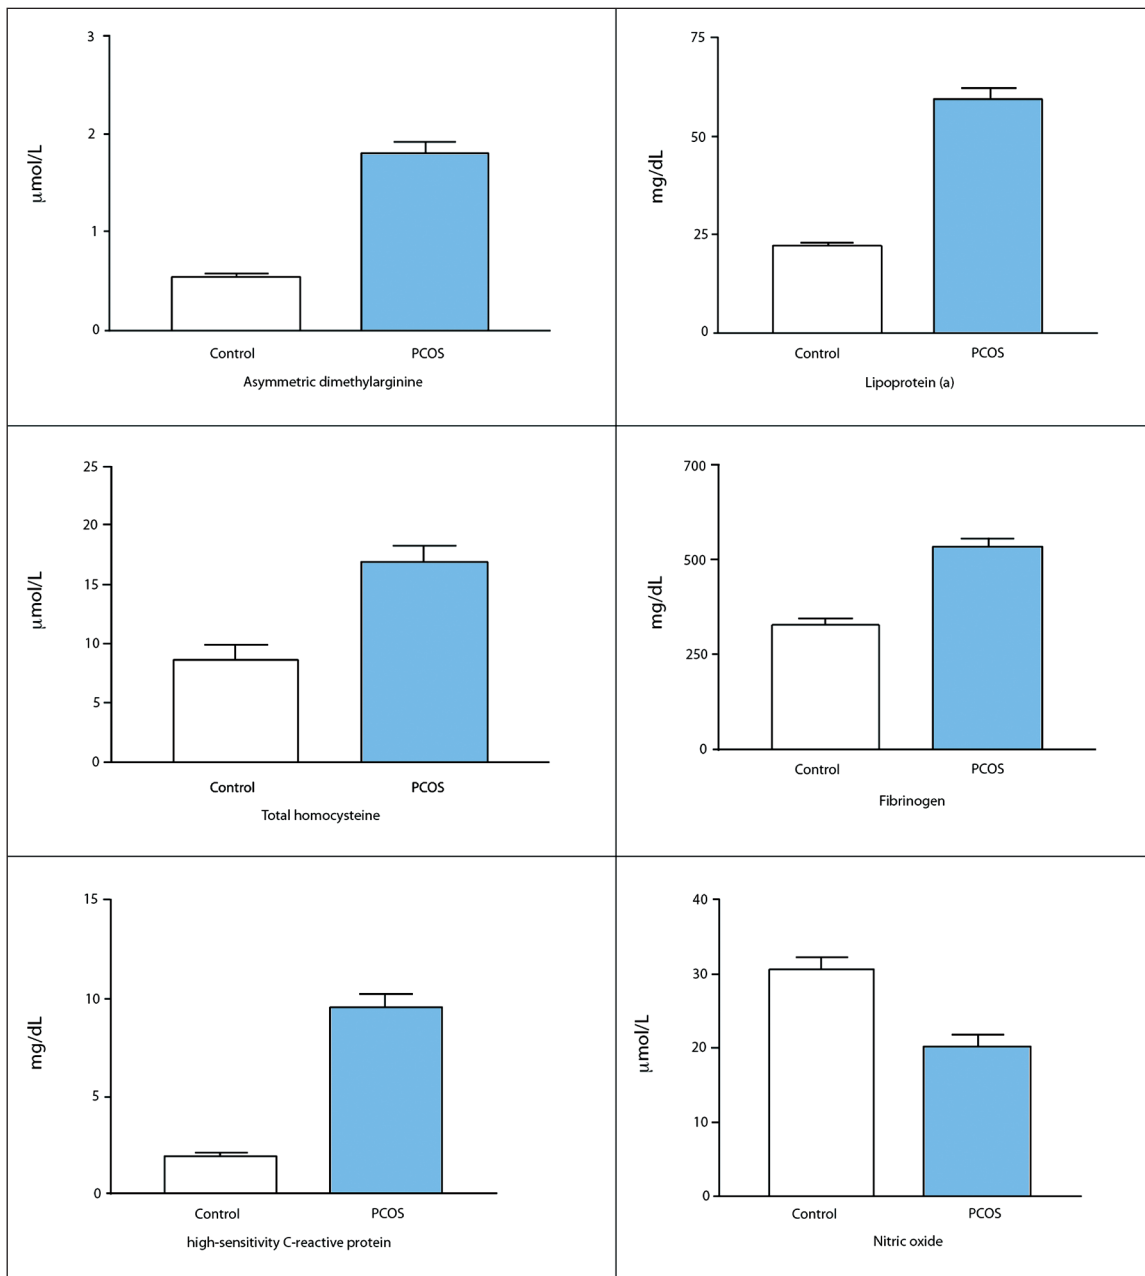 3
2
1
0
μmol/L
Control PCOS
Asymmetric dimethylarginine
75
50
25
0
mg/dL
Control PCOS
Lipoprotein (a)
25
20
15
10
5
0
μmol/L
Control PCOS
Total homocysteine
700
500
250
0
mg/dL
Control PCOS
Fibrinogen
15
10
5
0
mg/dL
Control PCOS
high-sensitivity C-reactive protein
40
30
20
10
0
μmol/L
Control PCOS
Nitric oxide